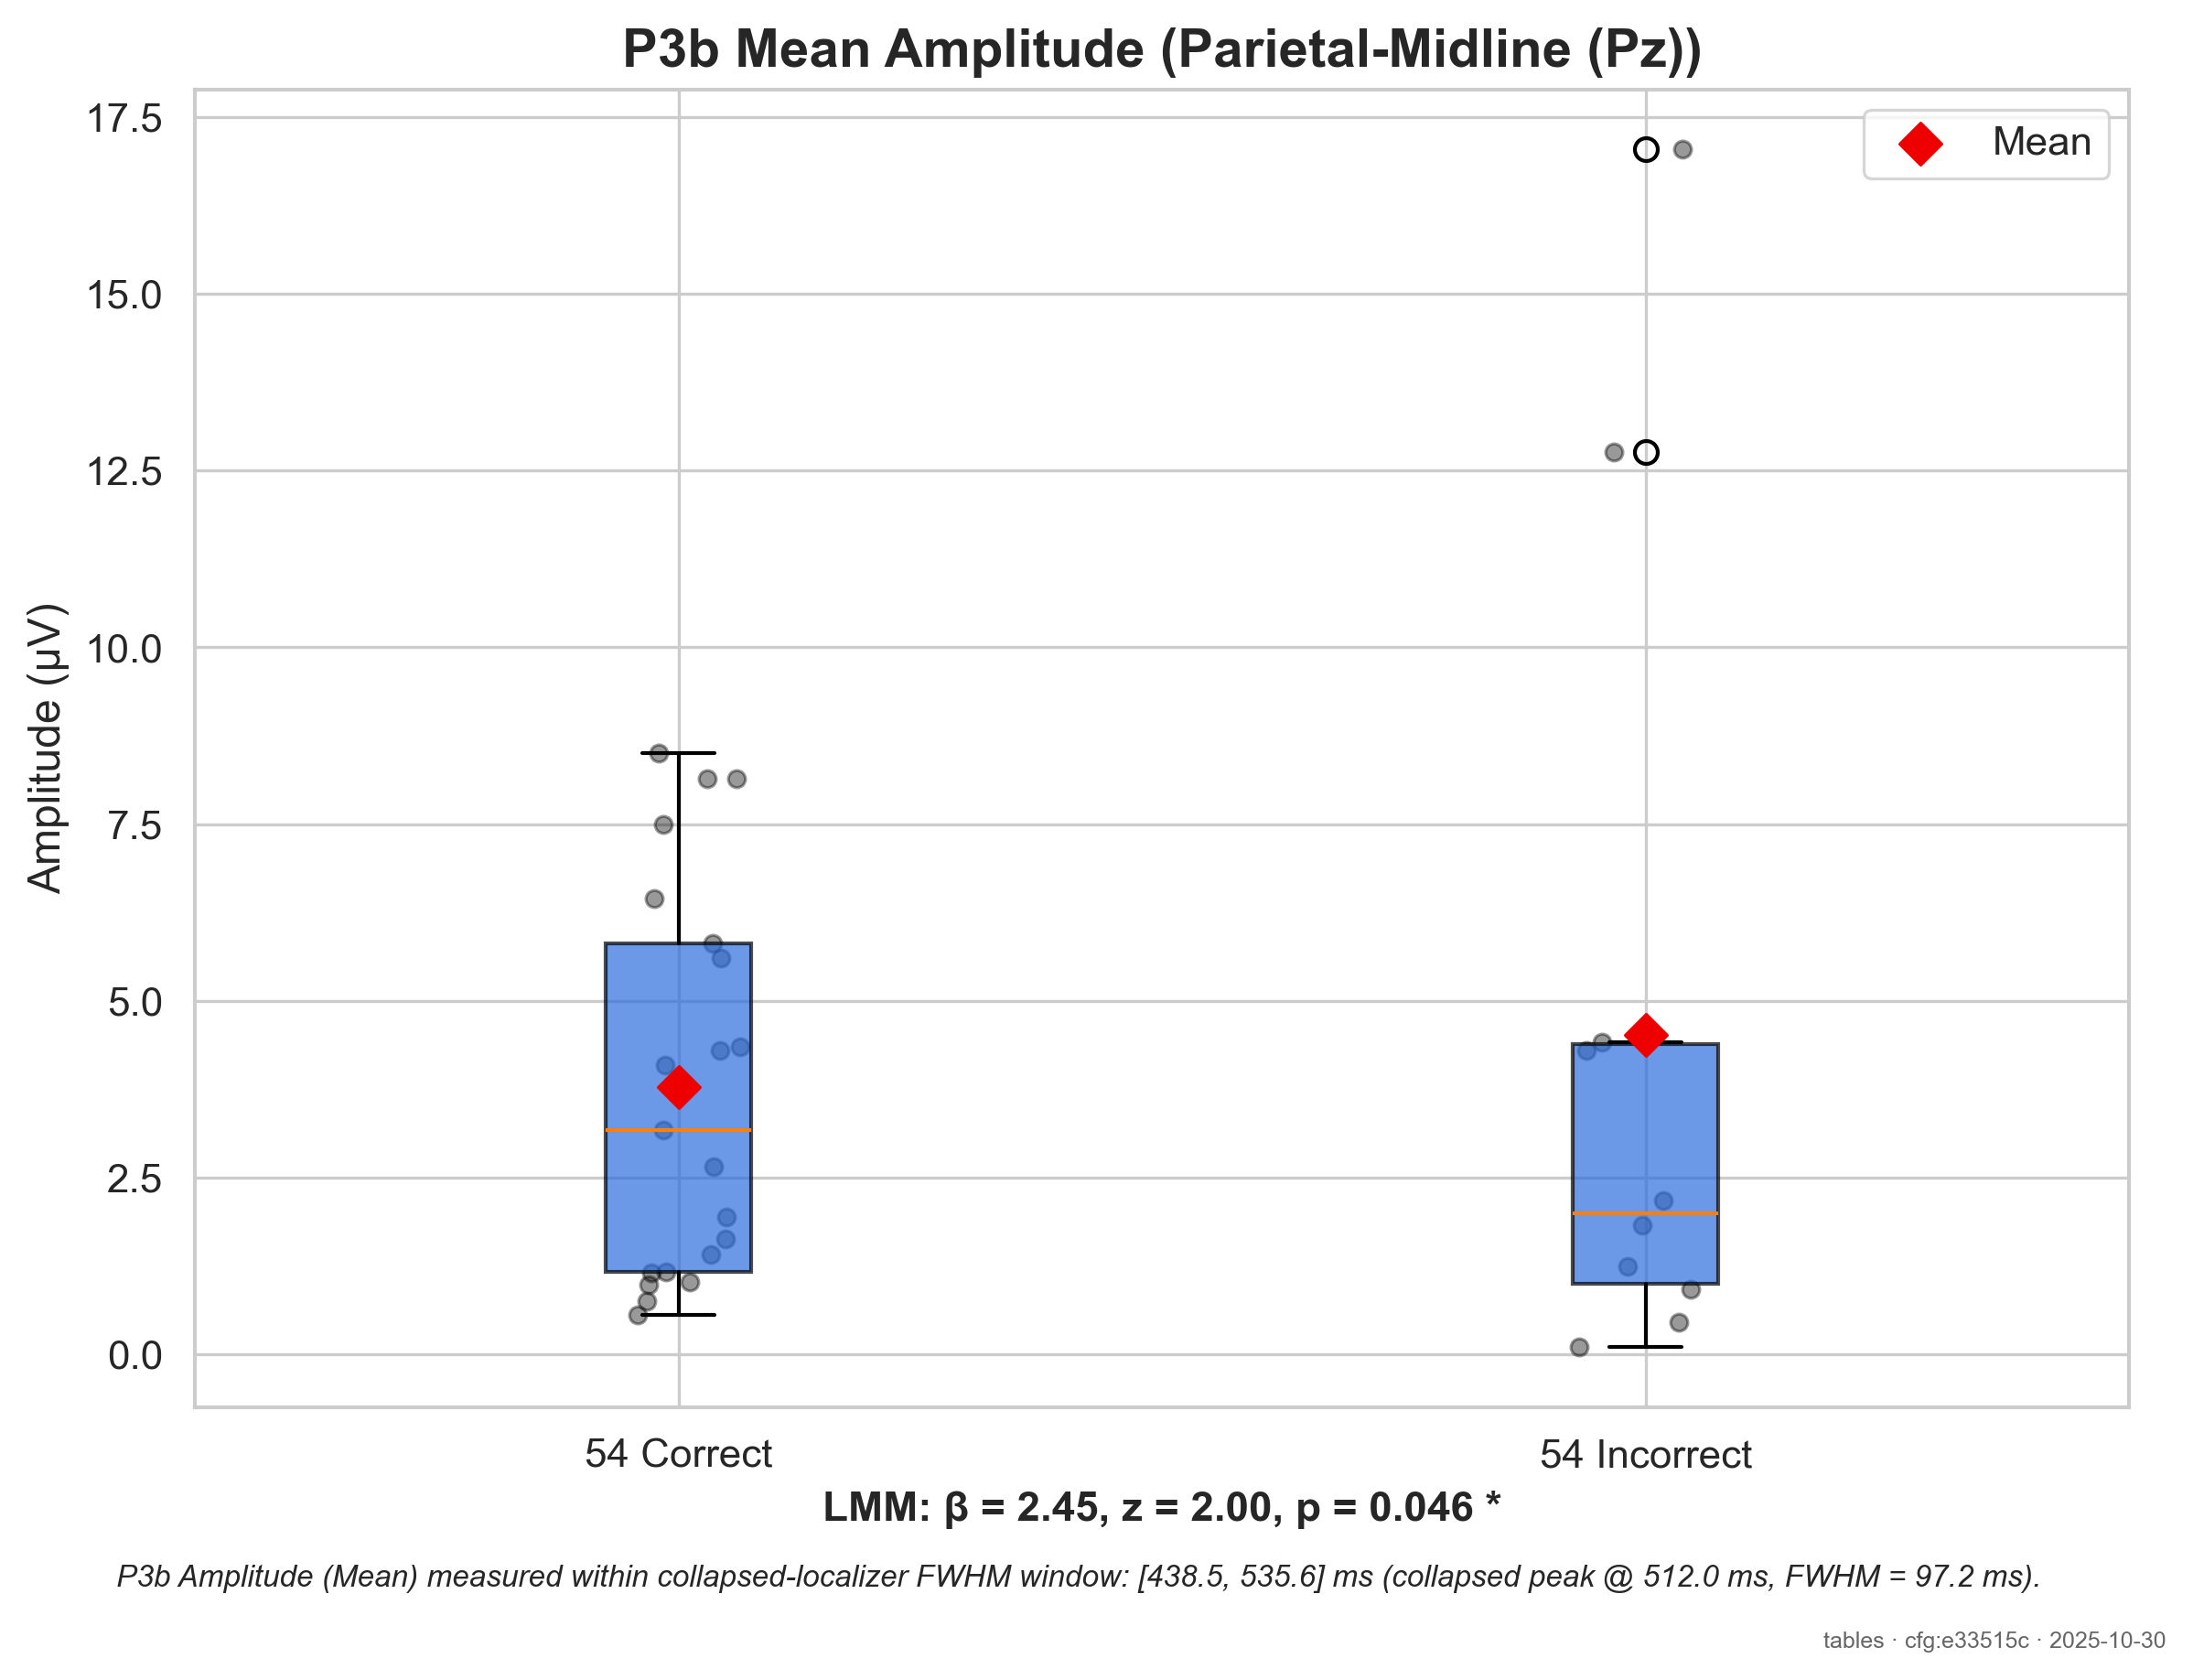 P3b Mean Amplitude (Parietal-Midline (Pz))
Mean
Amplitude (µV)
17.5
15.0
12.5
10.0
7.5
5.0
2.5
0.0
54 Correct
54 Incorrect
LMM: β = 2.45, z = 2.00, p = 0.046 *
P3b Amplitude (Mean) measured within collapsed-localizer FWHM window: [438.5, 535.6] ms (collapsed peak @ 512.0 ms, FWHM = 97.2 ms).
tables · cfg:e33515c · 2025-10-30